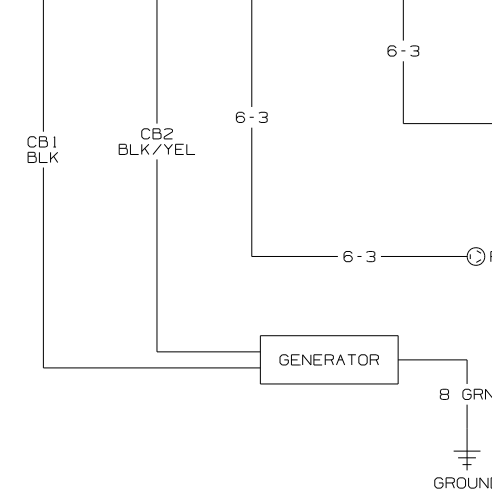 6-3
6-3
CB1
BLK
CB2
BLK/YEL
6-3
GENERATOR
8 GRN
GROUND